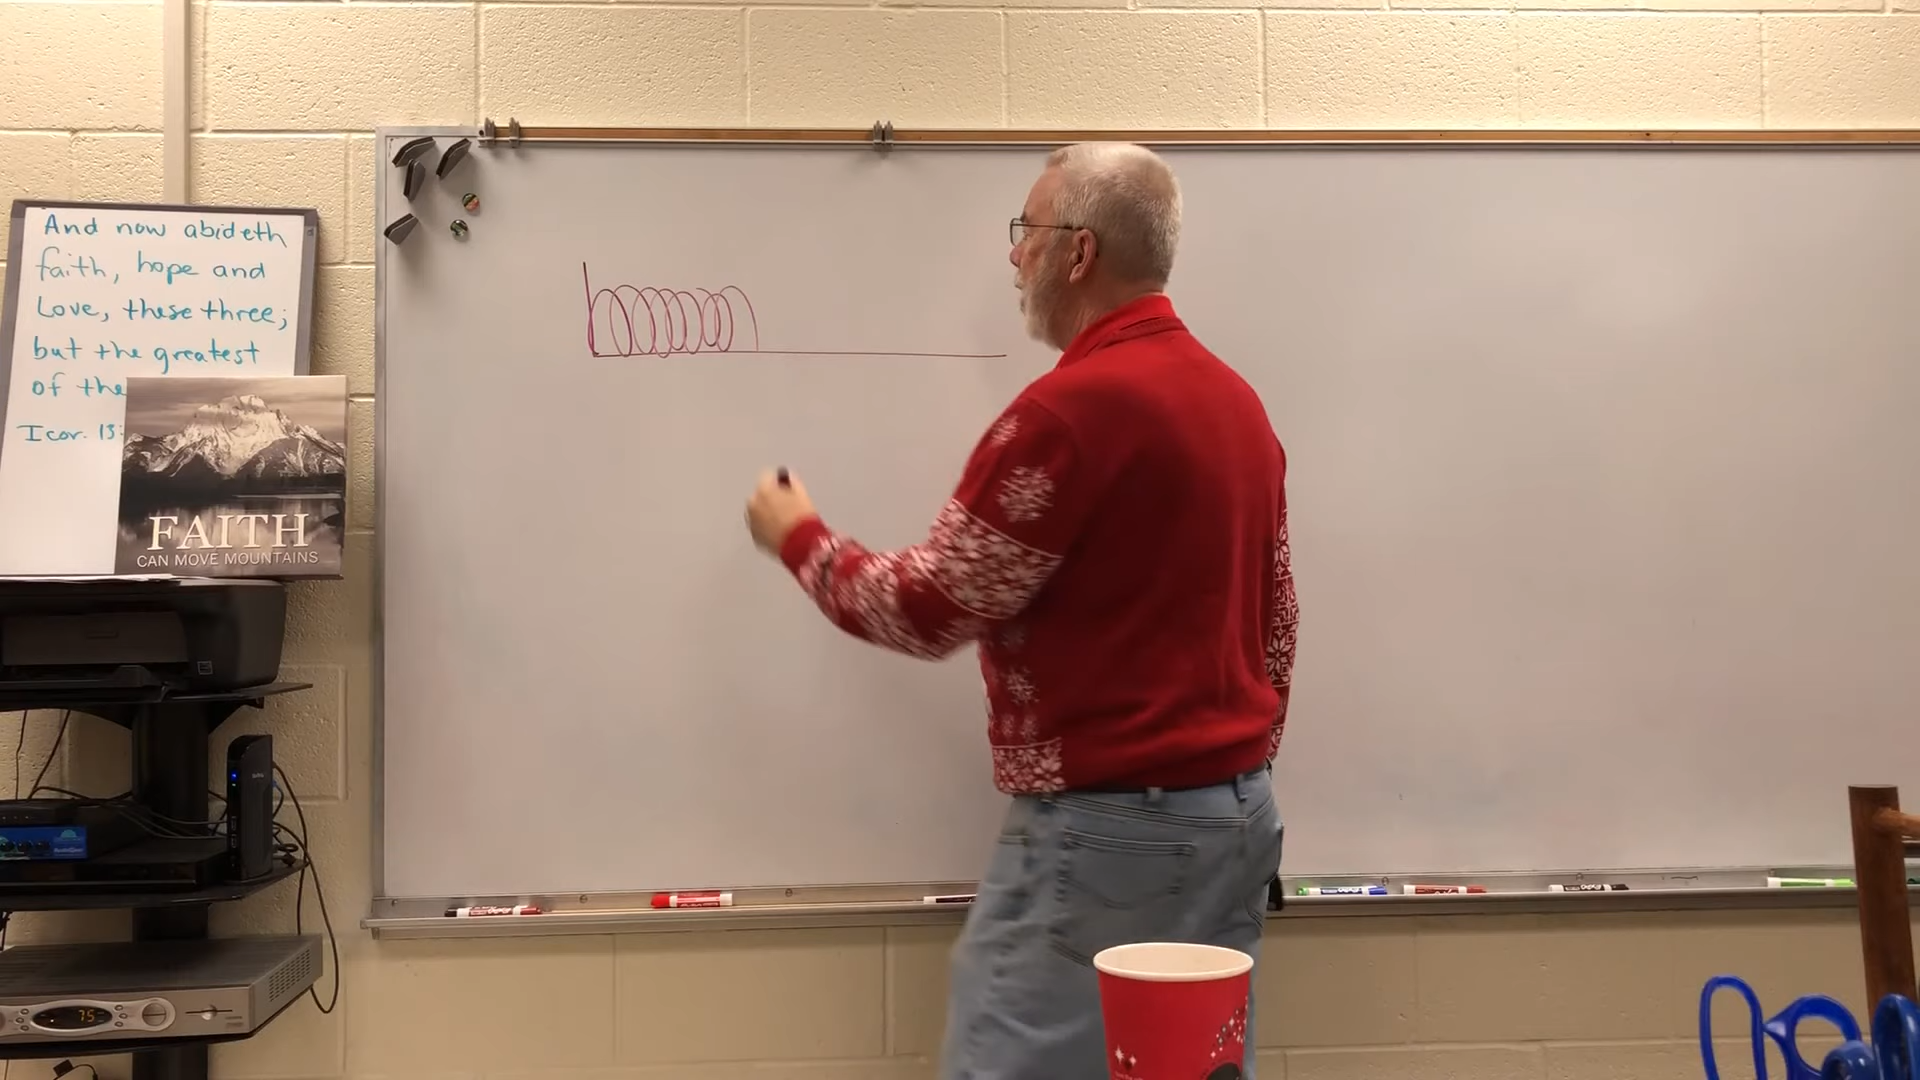 And now abideth
faith, hope and
Love, these three;
but the greatest
of the
I cor. 13:
FAITH
CAN MOVE MOUNTAINS
75